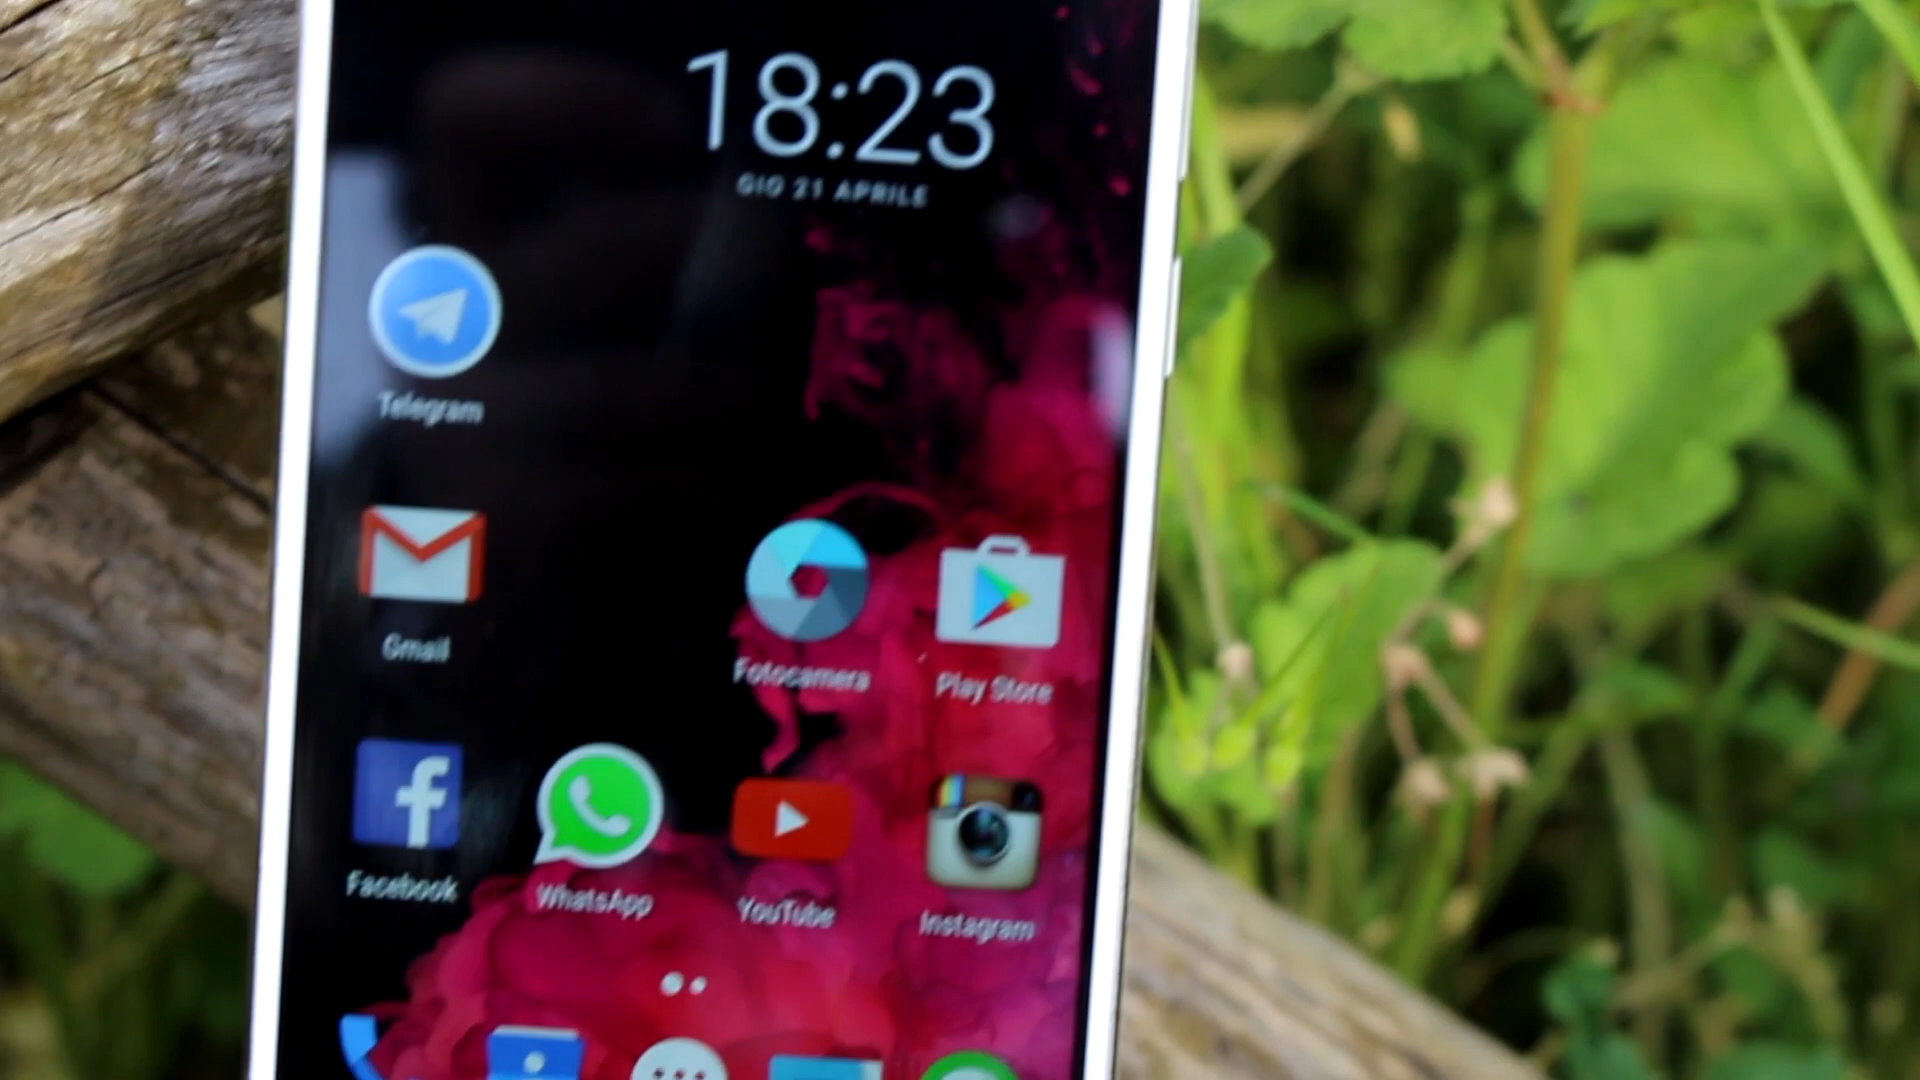 18:23
GIO 21 APRILE
Telegram
Gmail
Fotocamera
Play Store
Facebook
WhatsApp
YouTube
Instagram